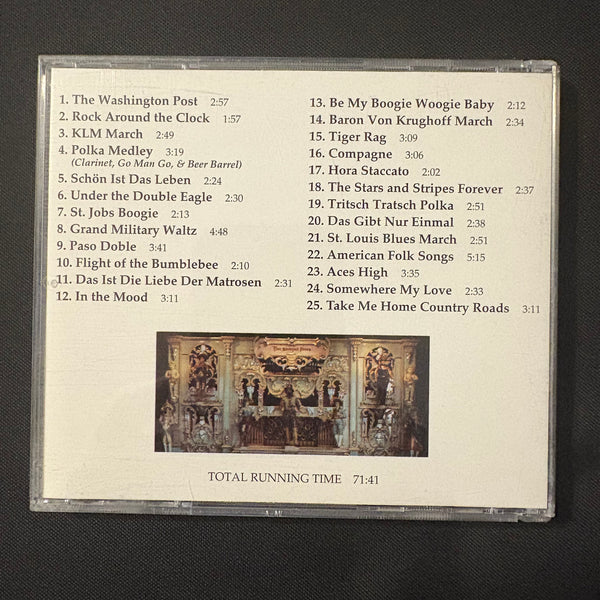 1. The Washington Post 2:57
2. Rock Around the Clock 1:57
3. KLM March 2:49
4. Polka Medley 3:19
(Clarinet, Go Man Go, & Beer Barrel)
5. Schön Ist Das Leben 2:24
6. Under the Double Eagle 2:30
7. St. Jobs Boogie 2:13
8. Grand Military Waltz 4:48
9. Paso Doble 3:41
10. Flight of the Bumblebee 2:10
11. Das Ist Die Liebe Der Matrosen 2:31
12. In the Mood 3:11
13. Be My Boogie Woogie Baby 2:12
14. Baron Von Krughoff March 2:34
15. Tiger Rag 3:09
16. Compagne 3:06
17. Hora Staccato 2:02
18. The Stars and Stripes Forever 2:37
19. Tritsch Tratsch Polka 2:51
20. Das Gibt Nur Einmal 2:38
21. St. Louis Blues March 2:51
22. American Folk Songs 5:15
23. Aces High 3:35
24. Somewhere My Love 2:33
25. Take Me Home Country Roads 3:11
TOTAL RUNNING TIME 71:41